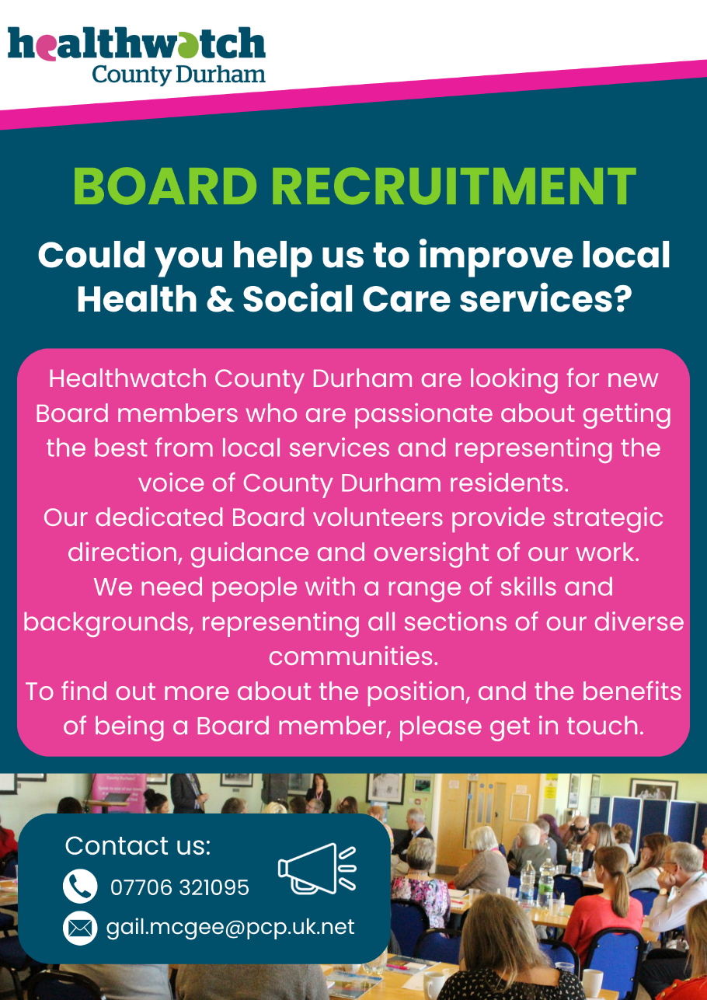 healthwatch
County Durham
BOARD RECRUITMENT
Could you help us to improve local
Health & Social Care services?
Healthwatch County Durham are looking for new
Board members who are passionate about getting
the best from local services and representing the
voice of County Durham residents.
Our dedicated Board volunteers provide strategic
direction, guidance and oversight of our work.
We need people with a range of skills and
backgrounds, representing all sections of our diverse
communities.
To find out more about the position, and the benefits
of being a Board member, please get in touch.
Contact us:
07706 321095
gail.mcgee@pcp.uk.net